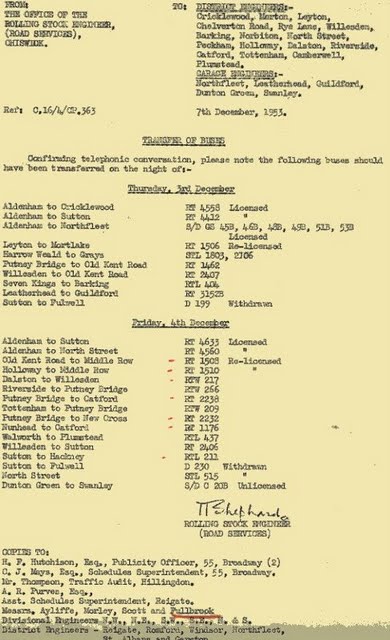 FROM:
THE OFFICE OF THE
ROLLING STOCK ENGINEER,
(ROAD SERVICES),
CHISWICK.
TO: DISTRICT ENGINEERS:-
Cricklewood, Merton, Leyton,
Chelverton Road, Rye Lane, Willesden,
Barking, Norbiton, North Street,
Peckham, Holloway, Dalston, Riverside,
Catford, Tottenham, Camberwell,
Plumstead.
GARAGE ENGINEERS:-
Northfleet, Leatherhead, Guildford,
Dunton Green, Swanley.
Ref: C.16/4/CP.363
7th December, 1953.
TRANSFER OF BUSES
Confirming telephonic conversation, please note the following buses should
have been transferred on the night of:-
Thursday, 3rd December
Aldenham to Cricklewood RT 4558 Licensed
Aldenham to Sutton RT 4412 "
Aldenham to Northfleet S/D GS 45B, 46B, 48B, 49B, 51B, 53B
Licensed
Leyton to Mortlake RT 1506 Re-licensed
Harrow Weald to Grays STL 1803, 2106
Putney Bridge to Old Kent Road RT 1462
Willesden to Old Kent Road RT 2407
Seven Kings to Barking RTL 404
Leatherhead to Guildford RT 3152B
Sutton to Fulwell D 199 Withdrawn
Friday, 4th December
Aldenham to Sutton RT 4633 Licensed
Aldenham to North Street RT 4560 "
Old Kent Road to Middle Row - RT 1508 Re-licensed
Holloway to Middle Row - RT 1510 "
Dalston to Willesden - RTW 217
Riverside to Putney Bridge RTW 266
Putney Bridge to Catford - RT 2238
Tottenham to Putney Bridge RTW 209
Putney Bridge to New Cross - RT 2232
Nunhead to Catford - RT 1176
Walworth to Plumstead RTL 437
Willesden to Sutton RT 2406
Sutton to Hackney - RTL 211
Sutton to Fulwell D 230 Withdrawn
North Street STL 515 "
Dunton Green to Swanley S/D C 20B Unlicensed
ROLLING STOCK ENGINEER
(ROAD SERVICES)
COPIES TO:
H. F. Hutchison, Esq., Publicity Officer, 55, Broadway (2)
C. J. Mays, Esq., Schedules Superintendent, 55, Broadway.
Mr. Thompson, Traffic Audit, Hillingdon.
A. R. Purves, Esq.,
Asst. Schedules Superintendent, Reigate.
Messrs. Ayliffe, Morley, Scott and Fullbrook
Divisional Engineers N.W., N.E., S.W., S.E., & S.
District Engineers - Reigate, Romford, Windsor, Northfleet,
St. Albans and